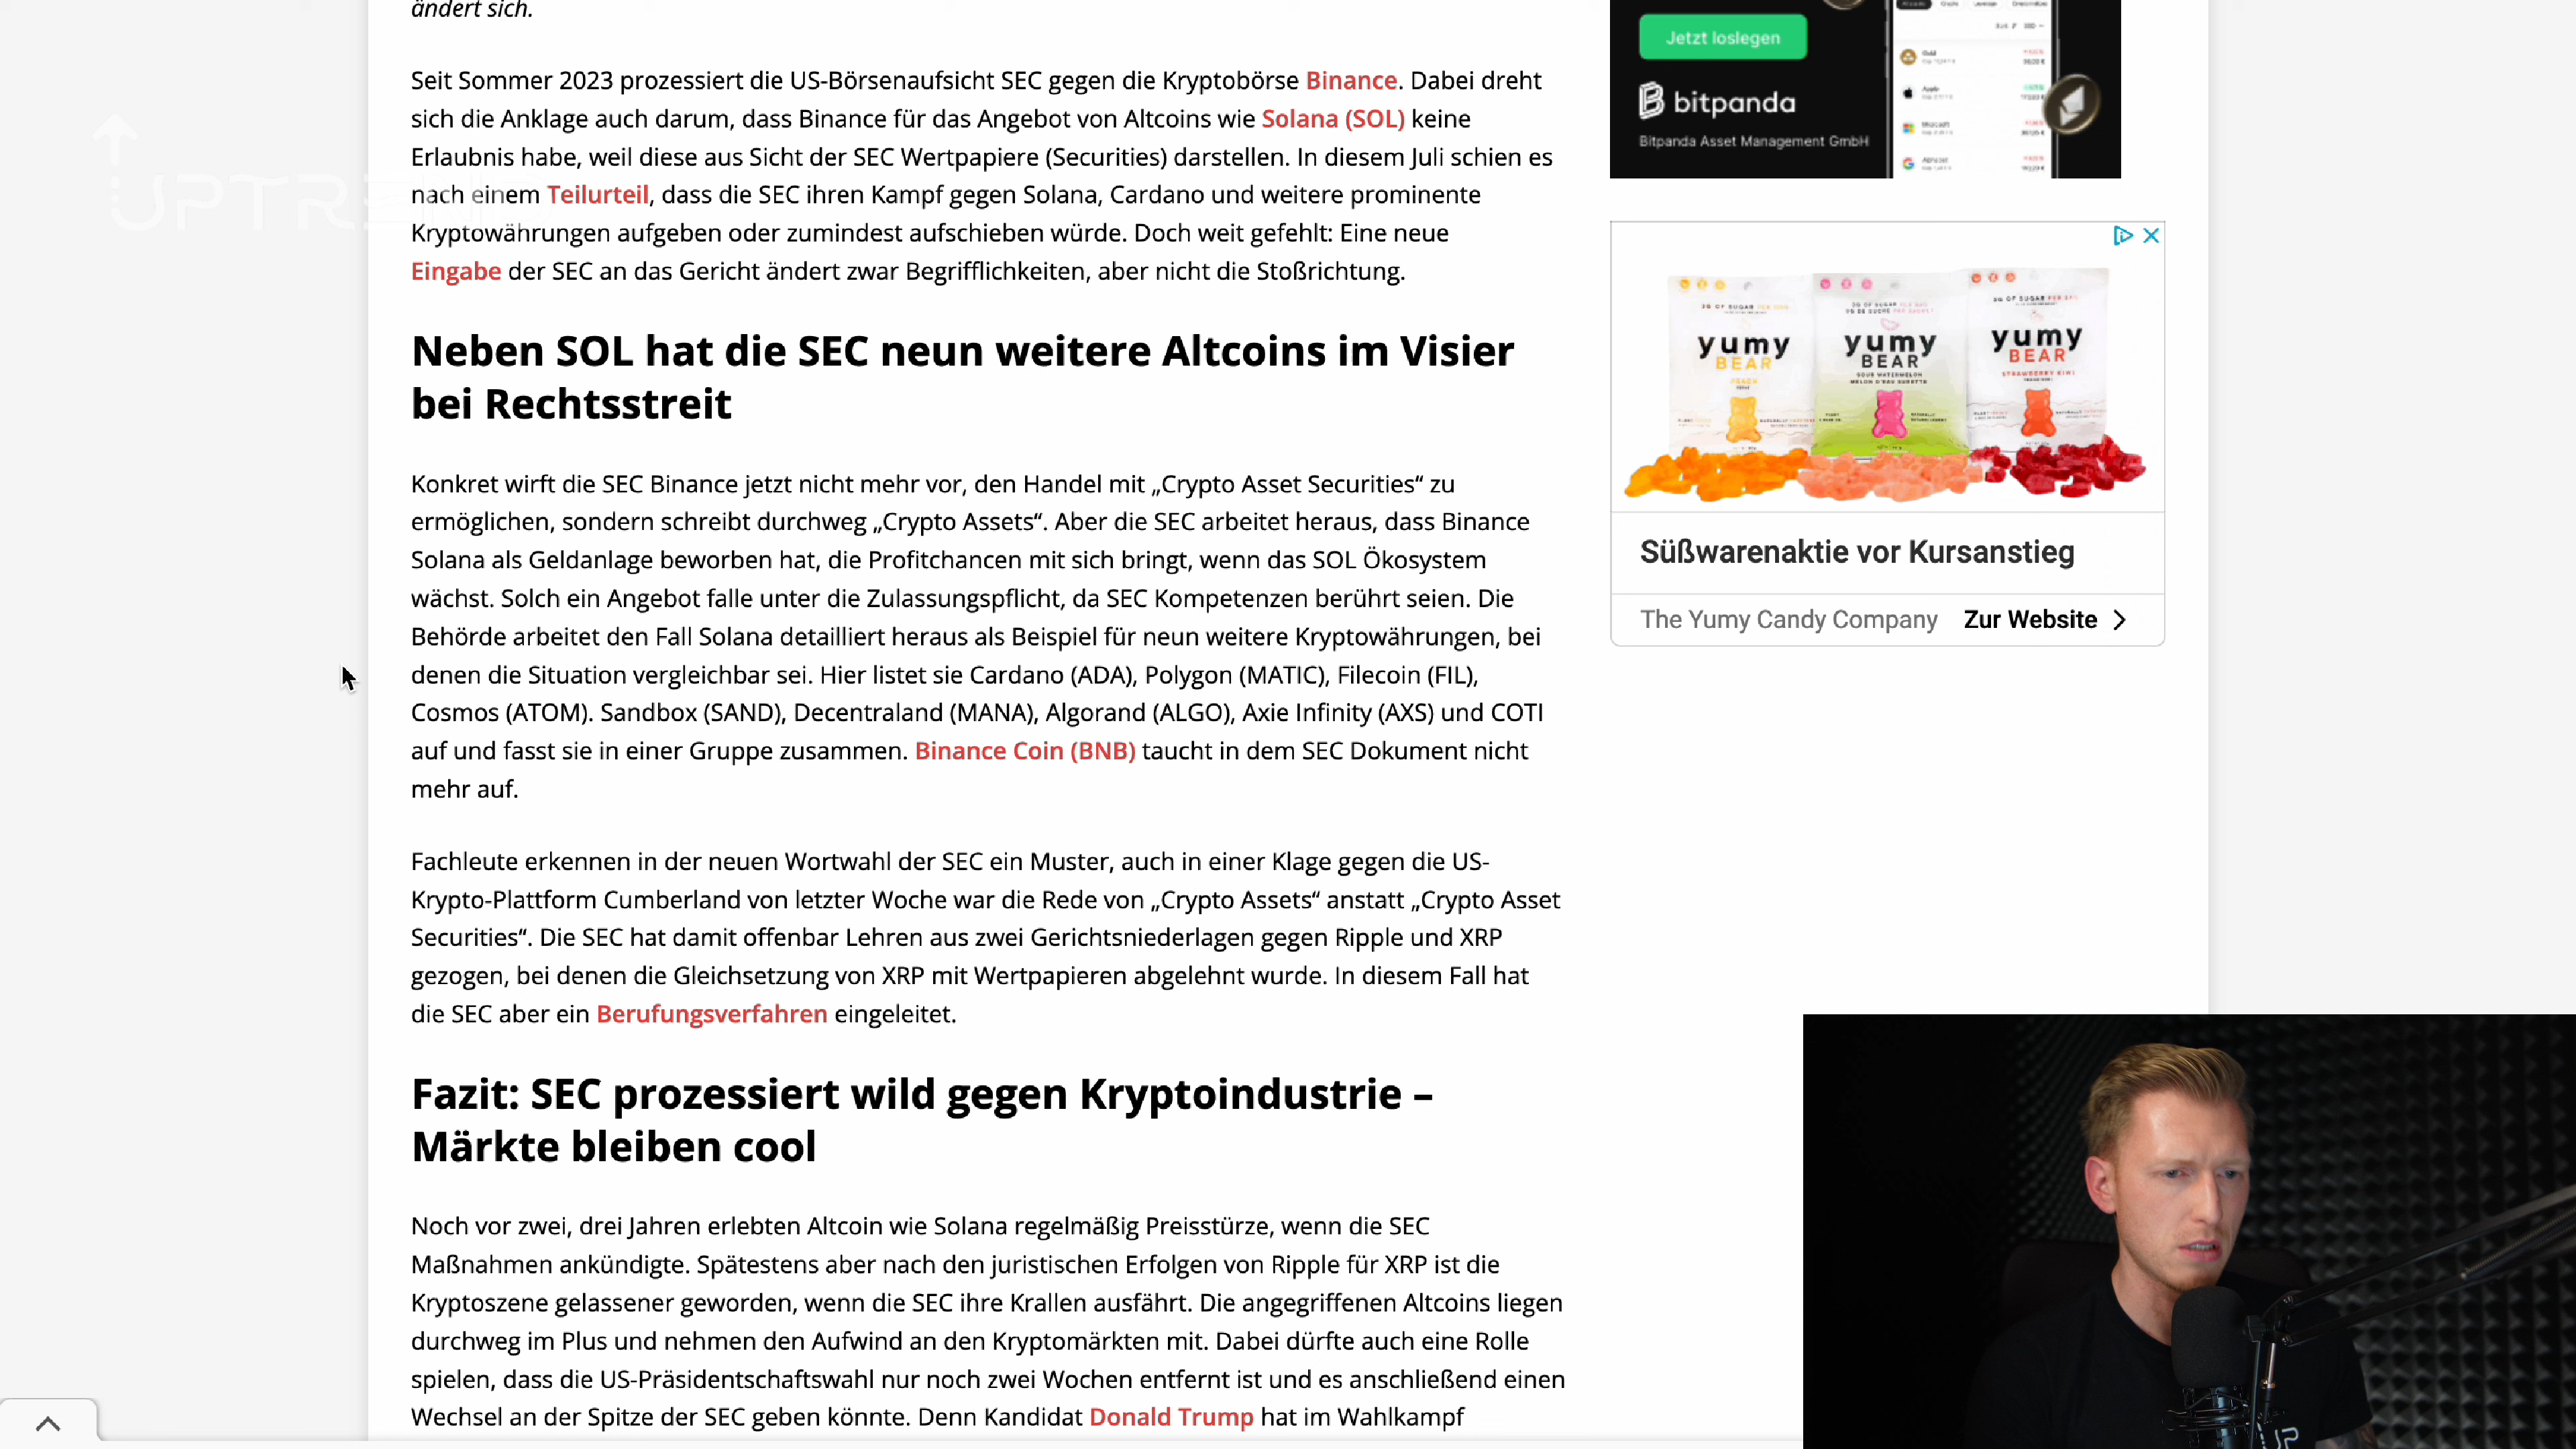 ändert sich.
Seit Sommer 2023 prozessiert die US-Börsenaufsicht SEC gegen die Kryptobörse Binance. Dabei dreht
sich die Anklage auch darum, dass Binance für das Angebot von Altcoins wie Solana (SOL) keine
Erlaubnis habe, weil diese aus Sicht der SEC Wertpapiere (Securities) darstellen. In diesem Juli schien es
nach einem Teilurteil, dass die SEC ihren Kampf gegen Solana, Cardano und weitere prominente
Kryptowährungen aufgeben oder zumindest aufschieben würde. Doch weit gefehlt: Eine neue
Eingabe der SEC an das Gericht ändert zwar Begrifflichkeiten, aber nicht die Stoßrichtung.
Neben SOL hat die SEC neun weitere Altcoins im Visier
bei Rechtsstreit
Konkret wirft die SEC Binance jetzt nicht mehr vor, den Handel mit „Crypto Asset Securities“ zu
ermöglichen, sondern schreibt durchweg „Crypto Assets“. Aber die SEC arbeitet heraus, dass Binance
Solana als Geldanlage beworben hat, die Profitchancen mit sich bringt, wenn das SOL Ökosystem
wächst. Solch ein Angebot falle unter die Zulassungspflicht, da SEC Kompetenzen berührt seien. Die
Behörde arbeitet den Fall Solana detailliert heraus als Beispiel für neun weitere Kryptowährungen, bei
denen die Situation vergleichbar sei. Hier listet sie Cardano (ADA), Polygon (MATIC), Filecoin (FIL),
Cosmos (ATOM). Sandbox (SAND), Decentraland (MANA), Algorand (ALGO), Axie Infinity (AXS) und COTI
auf und fasst sie in einer Gruppe zusammen. Binance Coin (BNB) taucht in dem SEC Dokument nicht
mehr auf.
Fachleute erkennen in der neuen Wortwahl der SEC ein Muster, auch in einer Klage gegen die US-
Krypto-Plattform Cumberland von letzter Woche war die Rede von „Crypto Assets“ anstatt „Crypto Asset
Securities“. Die SEC hat damit offenbar Lehren aus zwei Gerichtsniederlagen gegen Ripple und XRP
gezogen, bei denen die Gleichsetzung von XRP mit Wertpapieren abgelehnt wurde. In diesem Fall hat
die SEC aber ein Berufungsverfahren eingeleitet.
Fazit: SEC prozessiert wild gegen Kryptoindustrie –
Märkte bleiben cool
Noch vor zwei, drei Jahren erlebten Altcoin wie Solana regelmäßig Preisstürze, wenn die SEC
Maßnahmen ankündigte. Spätestens aber nach den juristischen Erfolgen von Ripple für XRP ist die
Kryptoszene gelassener geworden, wenn die SEC ihre Krallen ausfährt. Die angegriffenen Altcoins liegen
durchweg im Plus und nehmen den Aufwind an den Kryptomärkten mit. Dabei dürfte auch eine Rolle
spielen, dass die US-Präsidentschaftswahl nur noch zwei Wochen entfernt ist und es anschließend einen
Wechsel an der Spitze der SEC geben könnte. Denn Kandidat Donald Trump hat im Wahlkampf
UPTREND
Jetzt loslegen
bitpanda
Bitpanda Asset Management GmbH
yumy
BEAR
PEACH
yumy
BEAR
SOUR WATERMELON
yumy
BEAR
STRAWBERRY KIWI
Süßwarenaktie vor Kursanstieg
The Yumy Candy Company
Zur Website